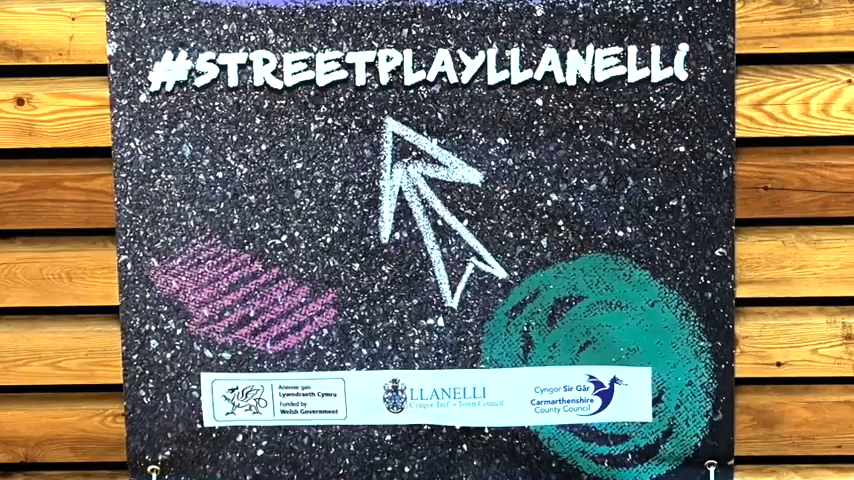 #STREETPLAYLLANELLI
Ariennir gan
Lywodraeth Cymru
Funded by
Welsh Government
LLANELLI
Cyngor Tref - Town Council
Cyngor Sir Gâr
Carmarthenshire
County Council